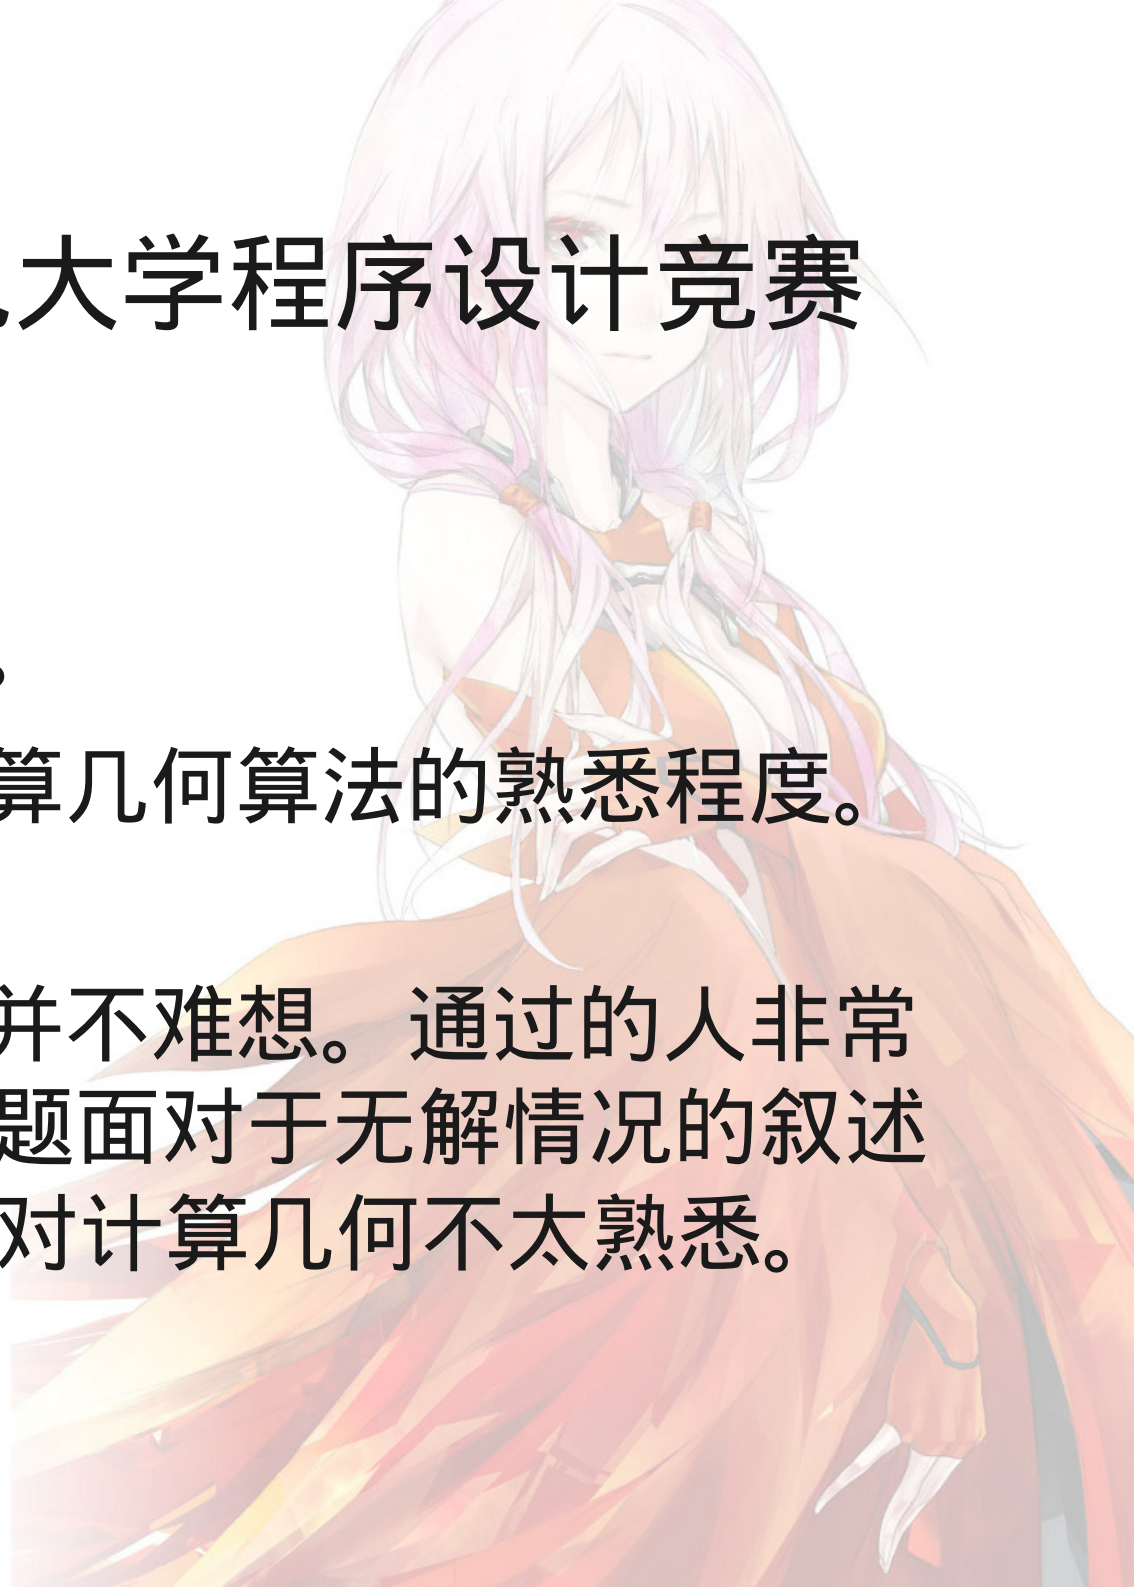 大学程序设计竞赛
。
算几何算法的熟悉程度。
并不难想。通过的人非常
题面对于无解情况的叙述
对计算几何不太熟悉。